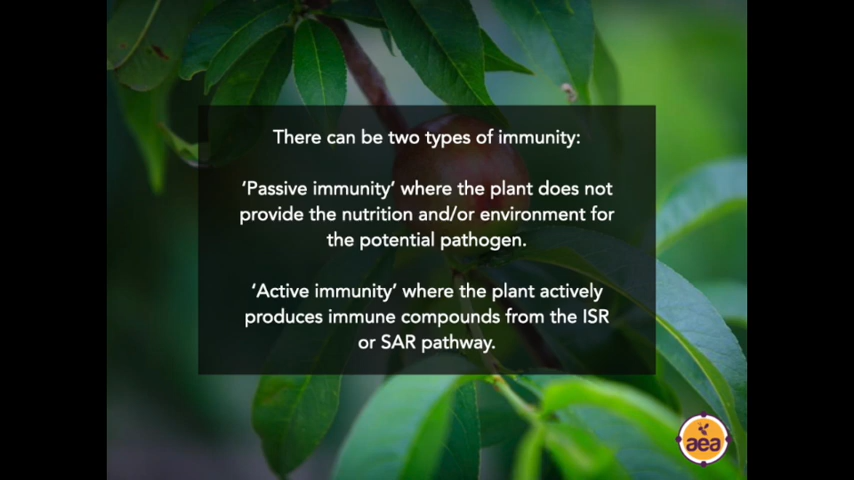 There can be two types of immunity:
‘Passive immunity’ where the plant does not
provide the nutrition and/or environment for
the potential pathogen.
‘Active immunity’ where the plant actively
produces immune compounds from the ISR
or SAR pathway.
aea